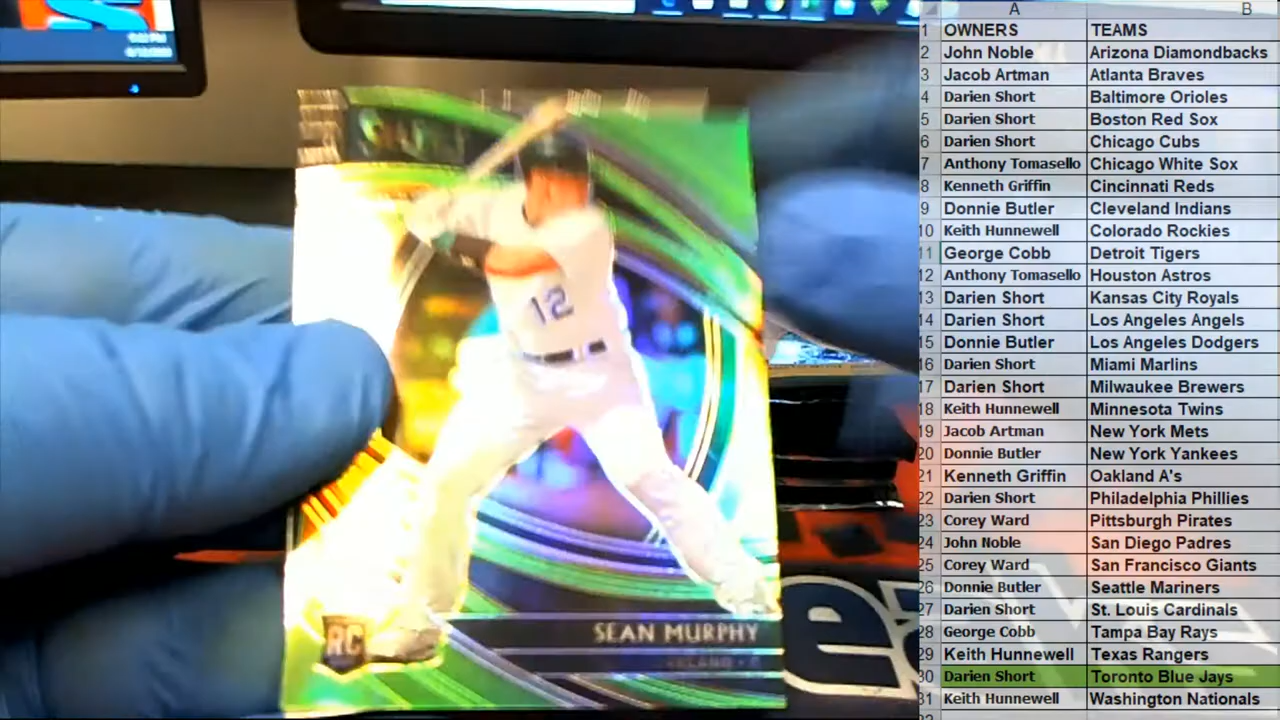 A B
1 OWNERS TEAMS
2 John Noble Arizona Diamondbacks
3 Jacob Artman Atlanta Braves
4 Darien Short Baltimore Orioles
5 Darien Short Boston Red Sox
6 Darien Short Chicago Cubs
7 Anthony Tomasello Chicago White Sox
8 Kenneth Griffin Cincinnati Reds
9 Donnie Butler Cleveland Indians
10 Keith Hunnewell Colorado Rockies
11 George Cobb Detroit Tigers
12 Anthony Tomasello Houston Astros
13 Darien Short Kansas City Royals
14 Darien Short Los Angeles Angels
15 Donnie Butler Los Angeles Dodgers
16 Darien Short Miami Marlins
17 Darien Short Milwaukee Brewers
18 Keith Hunnewell Minnesota Twins
19 Jacob Artman New York Mets
20 Donnie Butler New York Yankees
21 Kenneth Griffin Oakland A's
22 Darien Short Philadelphia Phillies
23 Corey Ward Pittsburgh Pirates
24 John Noble San Diego Padres
25 Corey Ward San Francisco Giants
26 Donnie Butler Seattle Mariners
27 Darien Short St. Louis Cardinals
28 George Cobb Tampa Bay Rays
29 Keith Hunnewell Texas Rangers
30 Darien Short Toronto Blue Jays
31 Keith Hunnewell Washington Nationals
12
SEAN MURPHY
RC